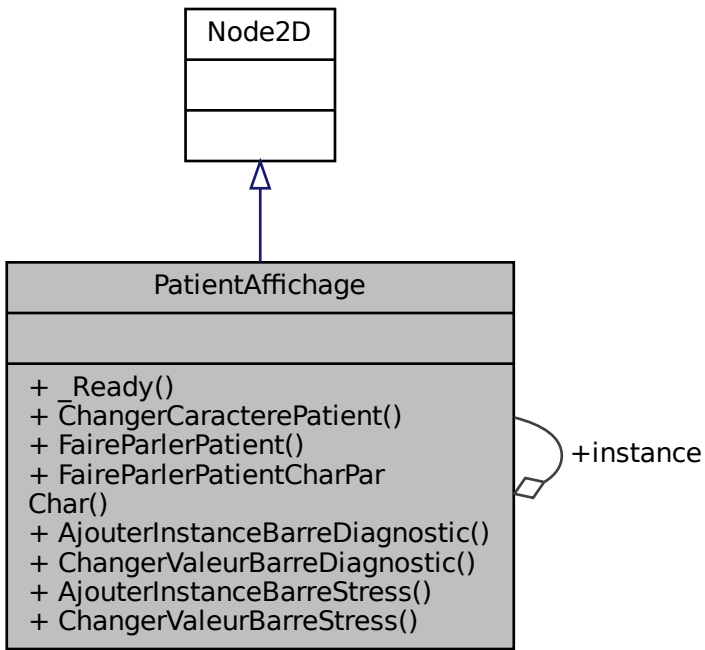 Node2D
PatientAffichage
+ _Ready()
+ ChangerCaracterePatient()
+ FaireParlerPatient()
+ FaireParlerPatientCharPar
Char()
+ AjouterInstanceBarreDiagnostic()
+ ChangerValeurBarreDiagnostic()
+ AjouterInstanceBarreStress()
+ ChangerValeurBarreStress()
+instance